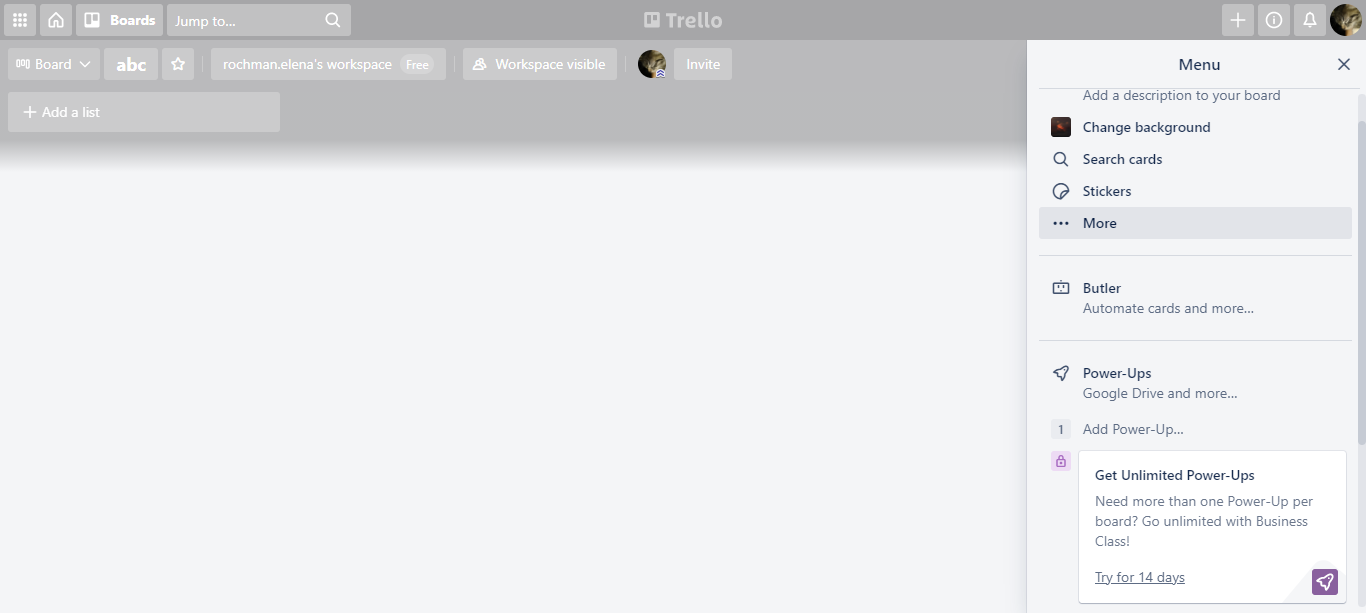 Boards
Jump to...
Trello
Board
abc
rochman.elena's workspace Free
Workspace visible
Invite
Add a list
Menu
Add a description to your board
Change background
Search cards
Stickers
More
Butler
Automate cards and more...
Power-Ups
Google Drive and more...
1 Add Power-Up...
Get Unlimited Power-Ups
Need more than one Power-Up per
board? Go unlimited with Business
Class!
Try for 14 days